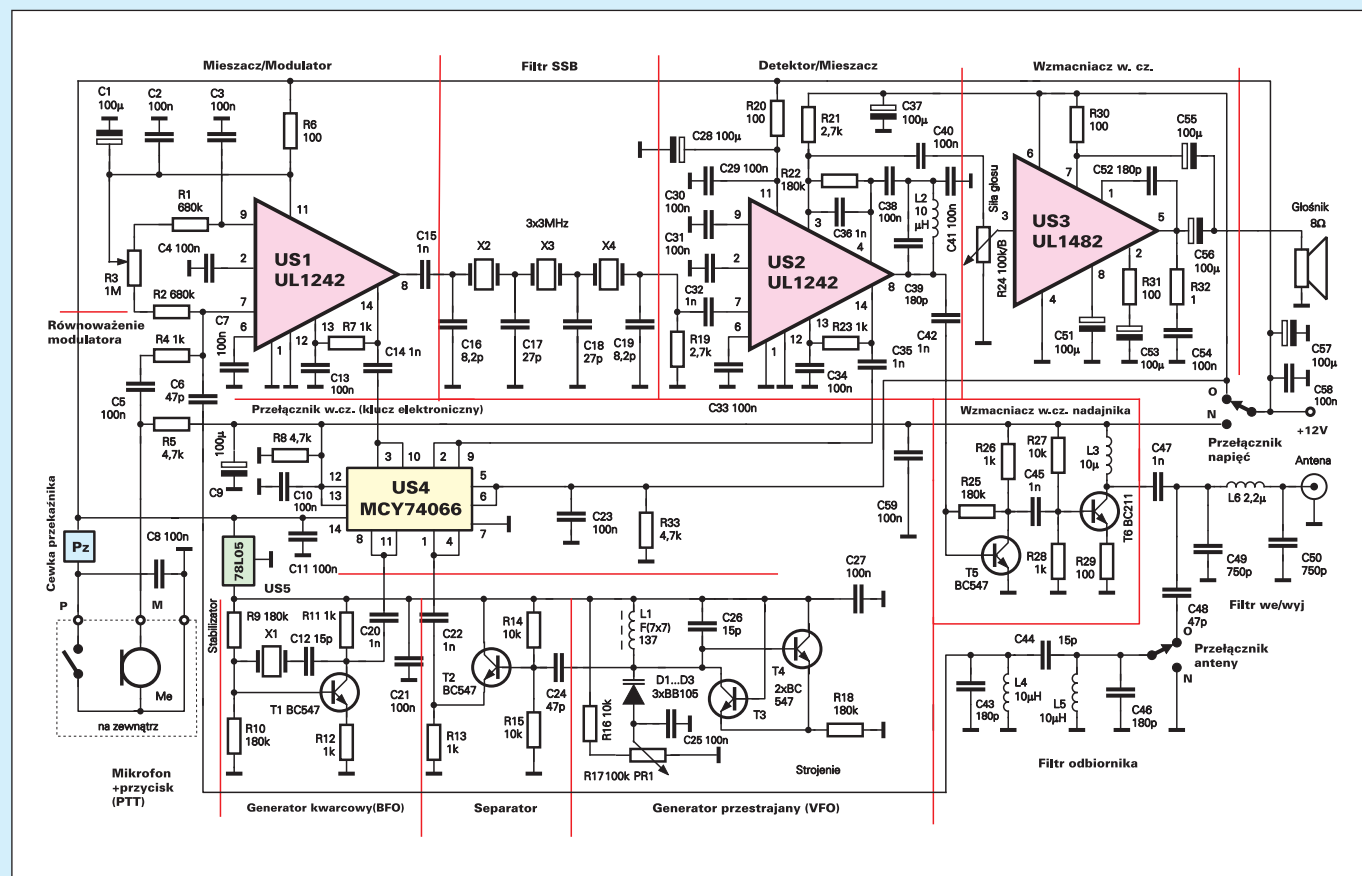 Mieszacz/Modulator
Filtr SSB
Detektor/Mieszacz
Wzmacniacz w. cz.
C1
100µ
C2
100n
C3
100n
R6
100
R1
680k
C4 100n
R3
1M
R2 680k
9
2
7
6
11
US1
UL1242
8
14
13
12
1
R7 1k
C7
100n
Równoważenie
modulatora
R4 1k
C6
47p
C5
100n
R5
4,7k
C13
100n
C14 1n
C15
1n
3x3MHz
X2
X3
X4
C16
8,2p
C17
27p
C18
27p
C19
8,2p
R20
100
R21
2,7k
C28 100µ
C29 100n
C30
100n
C31
100n
C32
1n
R19
2,7k
R22
180k
C36 1n
9
2
7
6
11
3
4
US2
UL1242
8
14
13
12
1
R23 1k
C34
100n
C35
1n
C33 100n
C37
100µ
C40
100n
C38
100n
L2
10
µH
C41 100n
C39
180p
C42
1n
Siła głosu
R24 100k/B
R30
100
C55
100µ
C52 180p
6
7
1
3
5
2
8
4
US3
UL1482
C56
100µ
R31
100
R32
1
C51
100µ
C53
100µ
C54
100n
Głośnik
8Ω
C57
100µ
C58
100n
O
N
+12V
Przełącznik
napięć
Przełącznik w.cz. (klucz elektroniczny)
100µ
C9
R8 4,7k
C10
100n
12
13
14
3
10
2
9
5
6
7
8
11
1
4
US4
MCY74066
C11 100n
C23
100n
R33
4,7k
C59
100n
Wzmacniacz w.cz. nadajnika
R26
1k
R27
10k
L3
10µ
R25
180k
C45
1n
T6 BC211
R28
1k
R29
100
T5
BC547
C47
1n
L6 2,2µ
Antena
C49
750p
C50
750p
Filtr we/wyj
C48
47p
O
N
Przełącznik
anteny
Cewka przekaźnika
Pz
C8 100n
P
M
Me
na zewnątrz
Mikrofon
+przycisk
(PTT)
78L05
US5
Stabilizator
R9 180k
R11 1k
X1
C12 15p
C20
1n
T1 BC547
R10
180k
R12
1k
C21
100n
C22
1n
R14
10k
T2
BC547
R13
1k
R15
10k
C24
47p
R16 10k
L1
F(7x7)
137
C26
15p
C27
100n
T4
2xBC
547
T3
D1...D3
3xBB105
C25 100n
R17100k PR1
R18
180k
Strojenie
C44
15p
C43
180p
L4
10µH
L5
10µH
C46
180p
Filtr odbiornika
Generator kwarcowy(BFO)
Separator
Generator przestrajany (VFO)